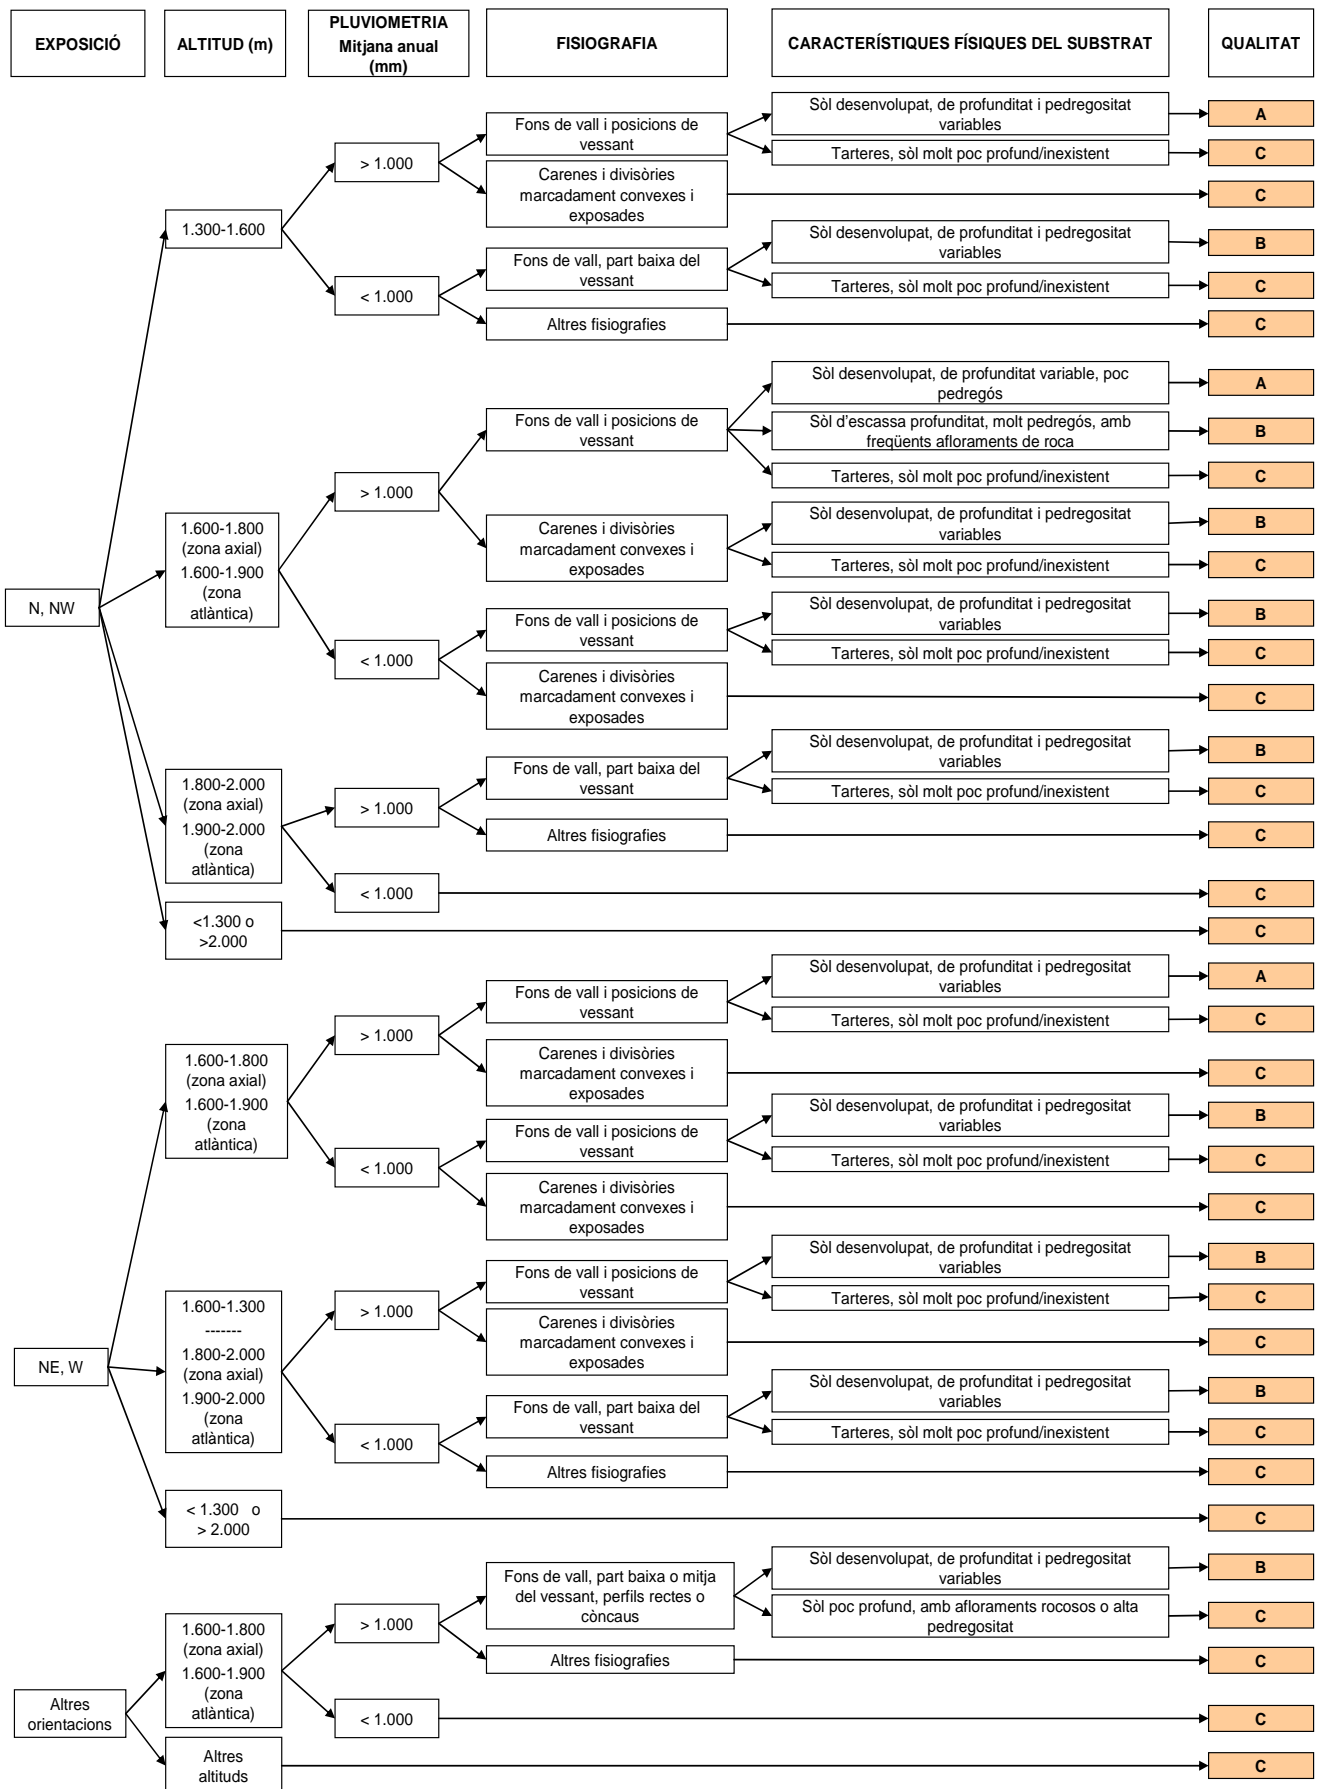 EXPOSICÓ
ALTITUD (m)
PLUVIOMETRIA
Mitjana anual
(mm)
FISIOGRAFIA
CARACTERÍSTIQUES FÍSIQUES DEL SUBSTRAT
QUALITAT
N, NW
1.300-1.600
> 1.000
Fons de vall i posicions de
vessant
Sòl desenvolupat, de profunditat i pedregositat
variables
A
Tarteres, sòl molt poc profund/inexistent
C
Carenes i divisòries
marcadament convexes i
exposades
C
< 1.000
Fons de vall, part baixa del
vessant
Sòl desenvolupat, de profunditat i pedregositat
variables
B
Tarteres, sòl molt poc profund/inexistent
C
Altres fisiografies
C
1.600-1.800
(zona axial)
1.600-1.900
(zona
atlàntica)
> 1.000
Fons de vall i posicions de
vessant
Sòl desenvolupat, de profunditat variable, poc
pedregós
A
Sòl d'escassa profunditat, molt pedregós, amb
freqüents afloraments de roca
B
Tarteres, sòl molt poc profund/inexistent
C
Carenes i divisòries
marcadament convexes i
exposades
Sòl desenvolupat, de profunditat i pedregositat
variables
B
Tarteres, sòl molt poc profund/inexistent
C
< 1.000
Fons de vall i posicions de
vessant
Sòl desenvolupat, de profunditat i pedregositat
variables
B
Tarteres, sòl molt poc profund/inexistent
C
Carenes i divisòries
marcadament convexes i
exposades
C
1.800-2.000
(zona axial)
1.900-2.000
(zona
atlàntica)
> 1.000
Fons de vall, part baixa del
vessant
Sòl desenvolupat, de profunditat i pedregositat
variables
B
Tarteres, sòl molt poc profund/inexistent
C
Altres fisiografies
C
< 1.000
C
<1.300 o
>2.000
C
NE, W
1.600-1.800
(zona axial)
1.600-1.900
(zona
atlàntica)
> 1.000
Fons de vall i posicions de
vessant
Sòl desenvolupat, de profunditat i pedregositat
variables
A
Tarteres, sòl molt poc profund/inexistent
C
Carenes i divisòries
marcadament convexes i
exposades
C
< 1.000
Fons de vall i posicions de
vessant
Sòl desenvolupat, de profunditat i pedregositat
variables
B
Tarteres, sòl molt poc profund/inexistent
C
Carenes i divisòries
marcadament convexes i
exposades
C
1.600-1.300
-------
1.800-2.000
(zona axial)
1.900-2.000
(zona
atlàntica)
> 1.000
Fons de vall i posicions de
vessant
Sòl desenvolupat, de profunditat i pedregositat
variables
B
Tarteres, sòl molt poc profund/inexistent
C
Carenes i divisòries
marcadament convexes i
exposades
C
< 1.000
Fons de vall, part baixa del
vessant
Sòl desenvolupat, de profunditat i pedregositat
variables
B
Tarteres, sòl molt poc profund/inexistent
C
Altres fisiografies
C
< 1.300 o
> 2.000
C
Altres
orientacions
1.600-1.800
(zona axial)
1.600-1.900
(zona
atlàntica)
> 1.000
Fons de vall, part baixa o mitja
del vessant, perfils rectes o
còncaus
Sòl desenvolupat, de profunditat i pedregositat
variables
B
Sòl poc profund, amb afloraments rocosos o alta
pedregositat
C
Altres fisiografies
C
< 1.000
C
Altres
altituds
C